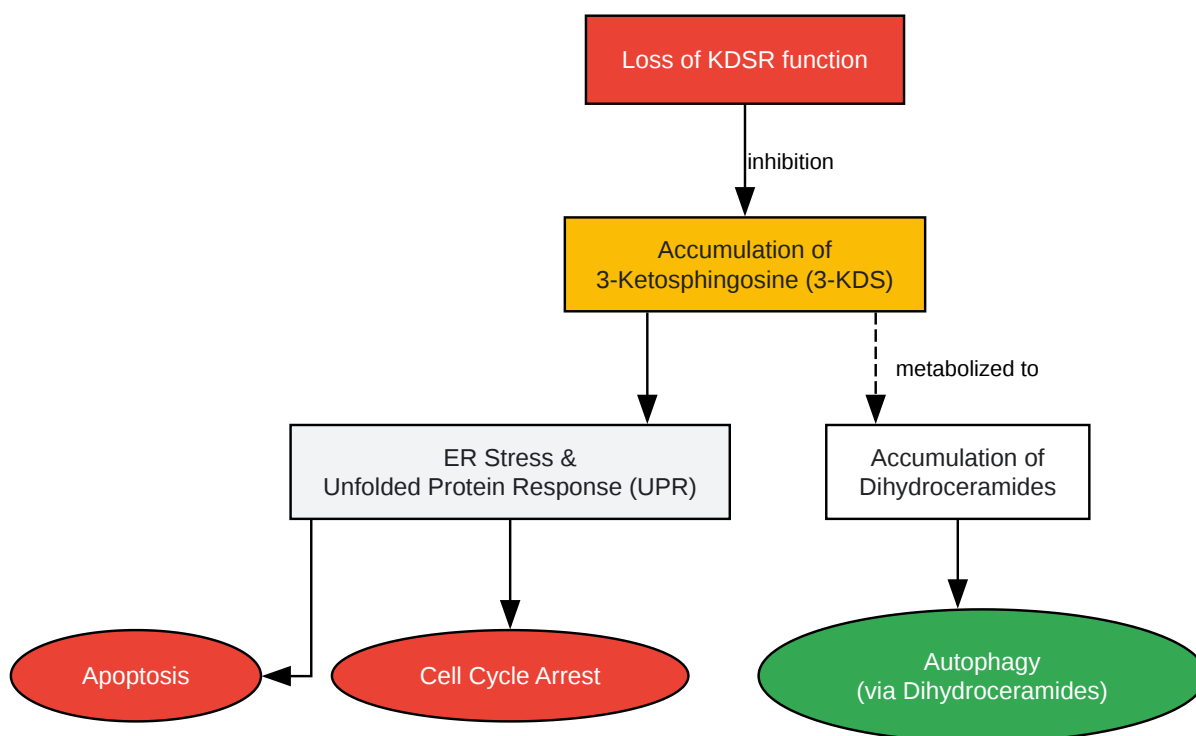 Loss of KDSR function
inhibition
Accumulation of
3-Ketosphingosine (3-KDS)
metabolized to
ER Stress &
Unfolded Protein Response (UPR)
Accumulation of
Dihydroceramides
Apoptosis
Cell Cycle Arrest
Autophagy
(via Dihydroceramides)